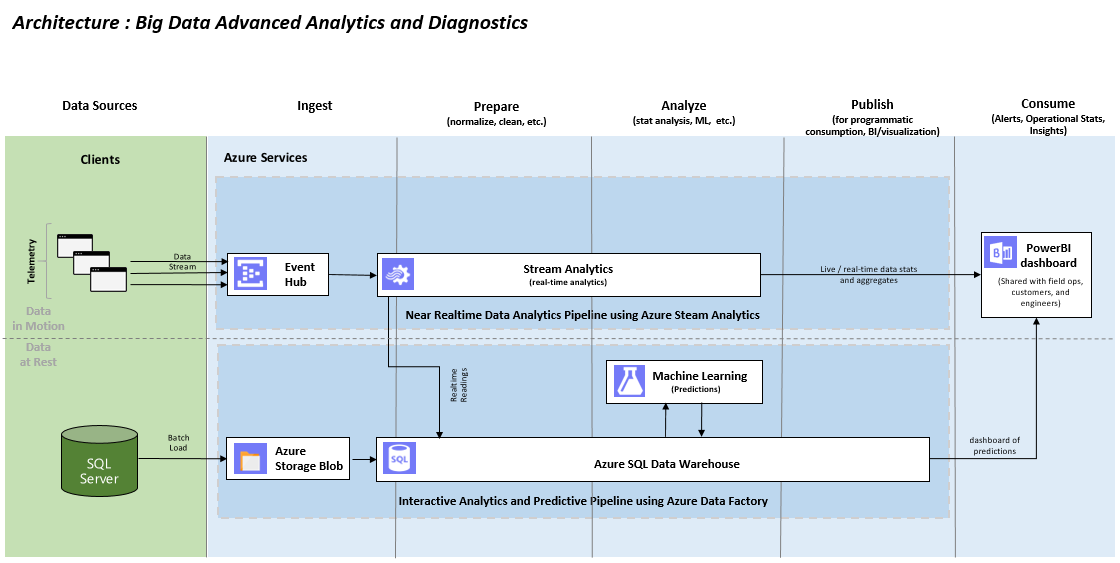 Architecture : Big Data Advanced Analytics and Diagnostics
Data Sources
Ingest
Prepare
(normalize, clean, etc.)
Analyze
(stat analysis, ML, etc.)
Publish
(for programmatic
consumption, BI/visualization)
Consume
(Alerts, Operational Stats,
Insights)
Clients
Azure Services
Telemetry
Data
Stream
Event
Hub
Stream Analytics
(real-time analytics)
Live / real-time data stats
and aggregates
PowerBI
dashboard
(Shared with field ops,
customers, and
engineers)
Near Realtime Data Analytics Pipeline using Azure Steam Analytics
Data
in Motion
Data
at Rest
Realtime
Readings
Machine Learning
(Predictions)
SQL
Server
Batch
Load
Azure
Storage Blob
SQL
Azure SQL Data Warehouse
dashboard of
predictions
Interactive Analytics and Predictive Pipeline using Azure Data Factory